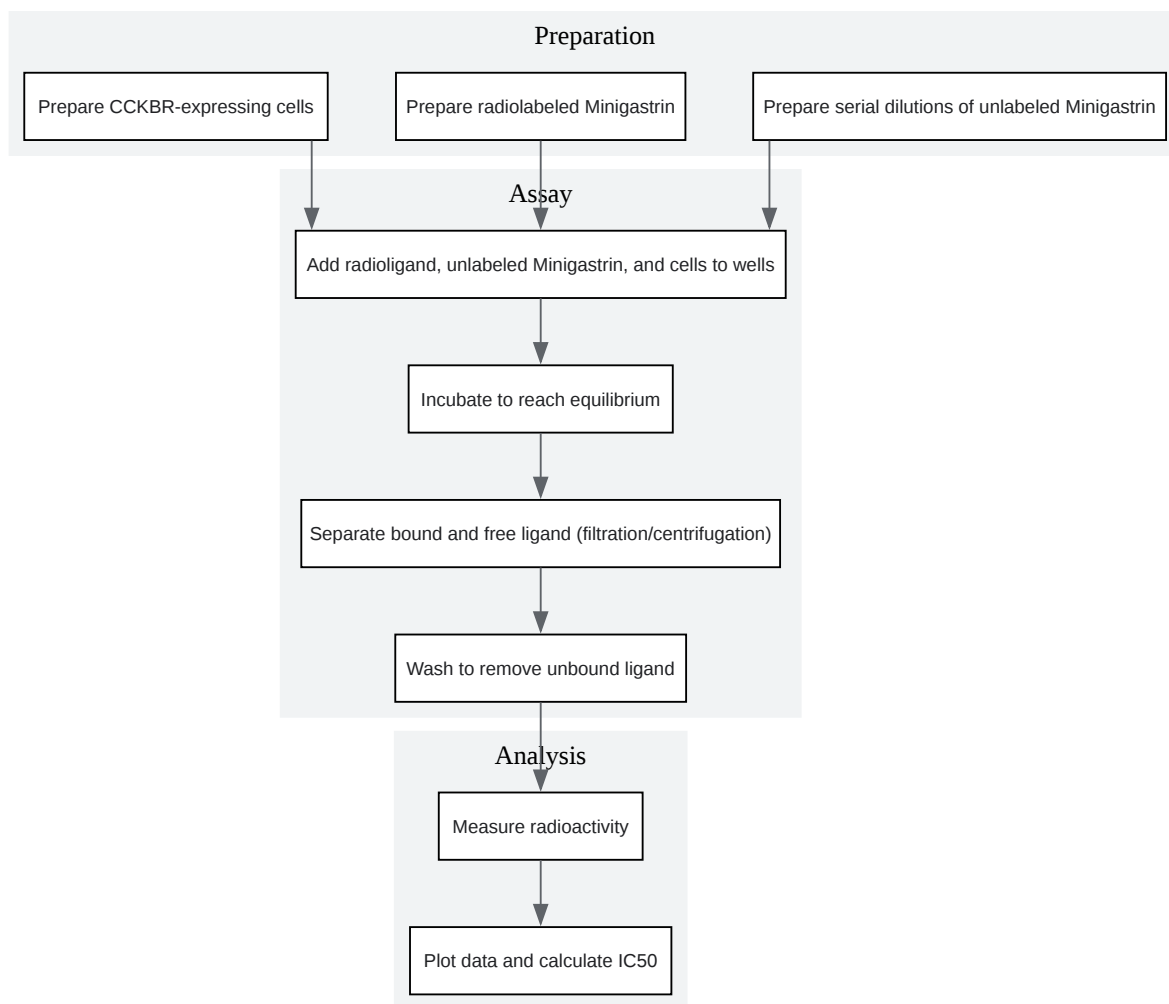 Preparation
Prepare CCKBR-expressing cells
Prepare radiolabeled Minigastrin
Prepare serial dilutions of unlabeled Minigastrin
Assay
Add radioligand, unlabeled Minigastrin, and cells to wells
Incubate to reach equilibrium
Separate bound and free ligand (filtration/centrifugation)
Wash to remove unbound ligand
Analysis
Measure radioactivity
Plot data and calculate IC50